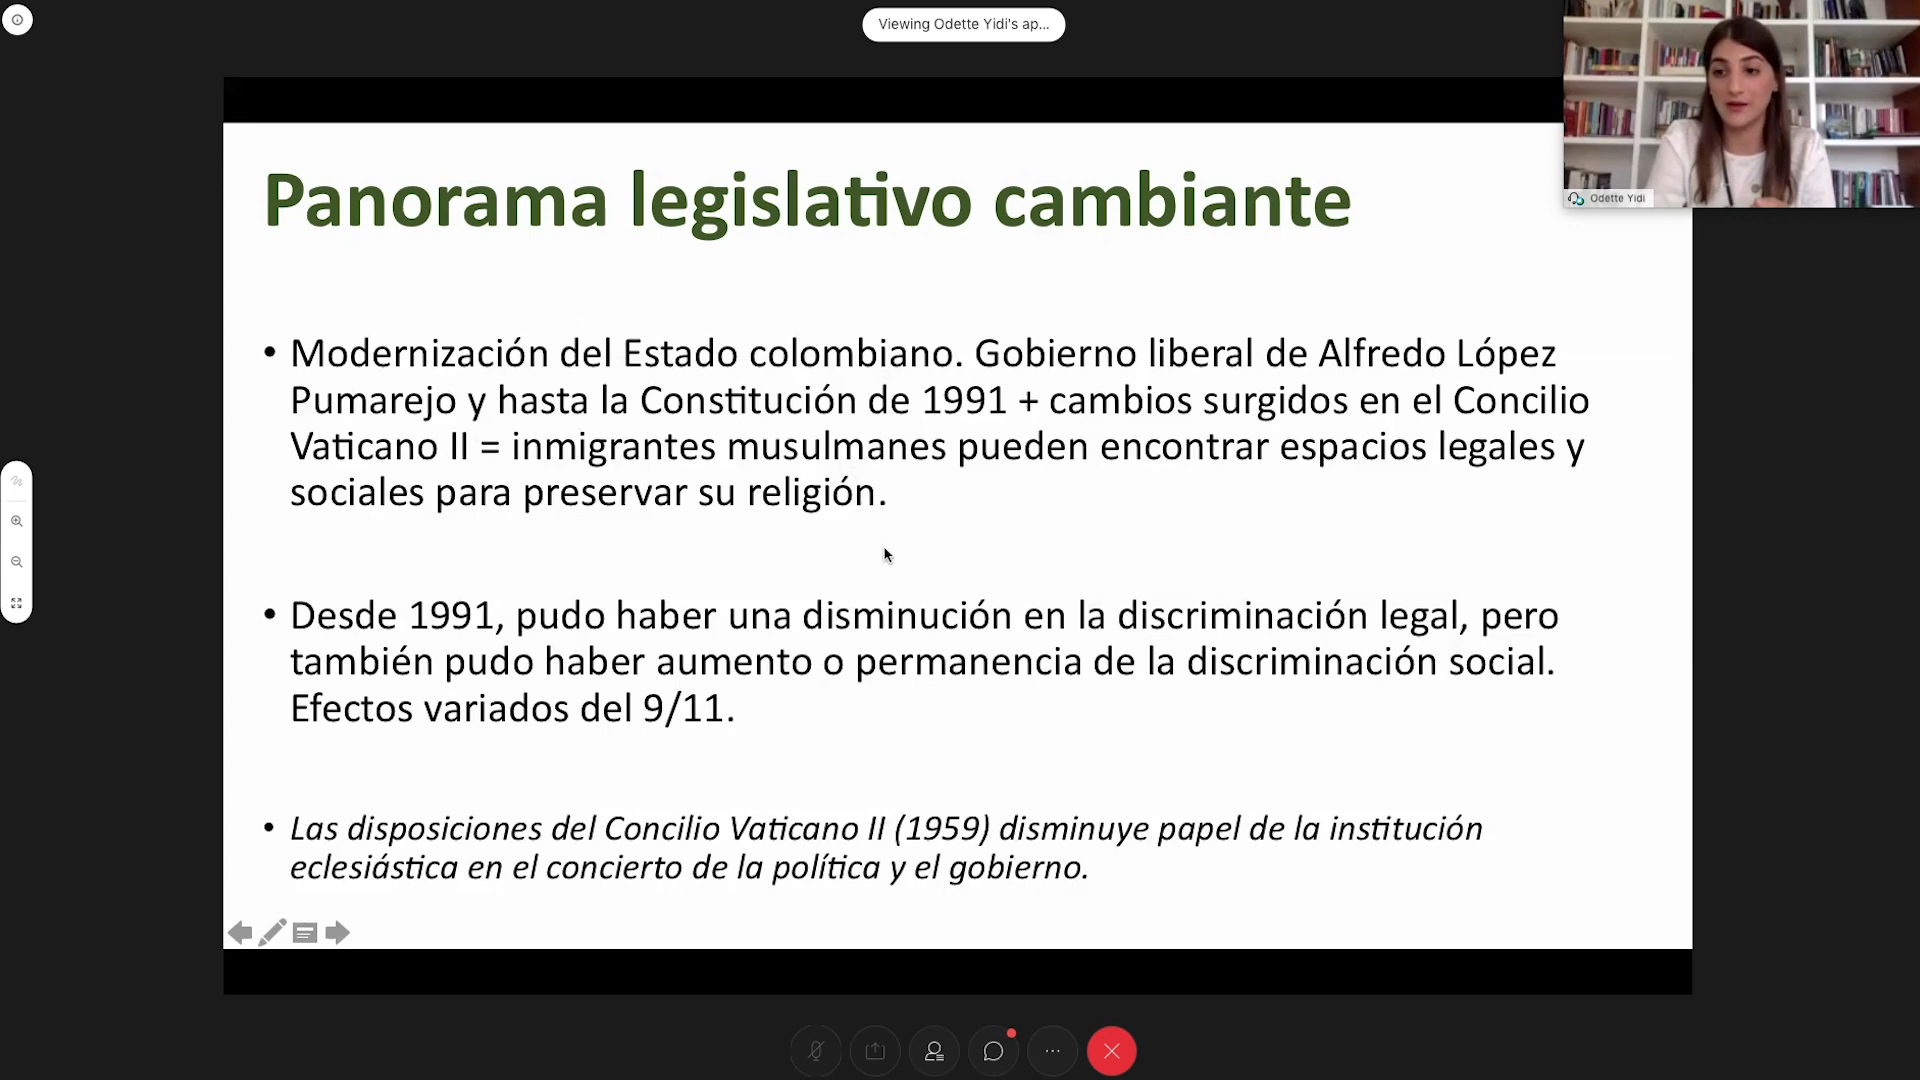 Viewing Odette Yidi's ap...
Odette Yidi
Panorama legislativo cambiante
• Modernización del Estado colombiano. Gobierno liberal de Alfredo López
Pumarejo y hasta la Constitución de 1991 + cambios surgidos en el Concilio
Vaticano II = inmigrantes musulmanes pueden encontrar espacios legales y
sociales para preservar su religión.
• Desde 1991, pudo haber una disminución en la discriminación legal, pero
también pudo haber aumento o permanencia de la discriminación social.
Efectos variados del 9/11.
• Las disposiciones del Concilio Vaticano II (1959) disminuye papel de la institución
eclesiástica en el concierto de la política y el gobierno.